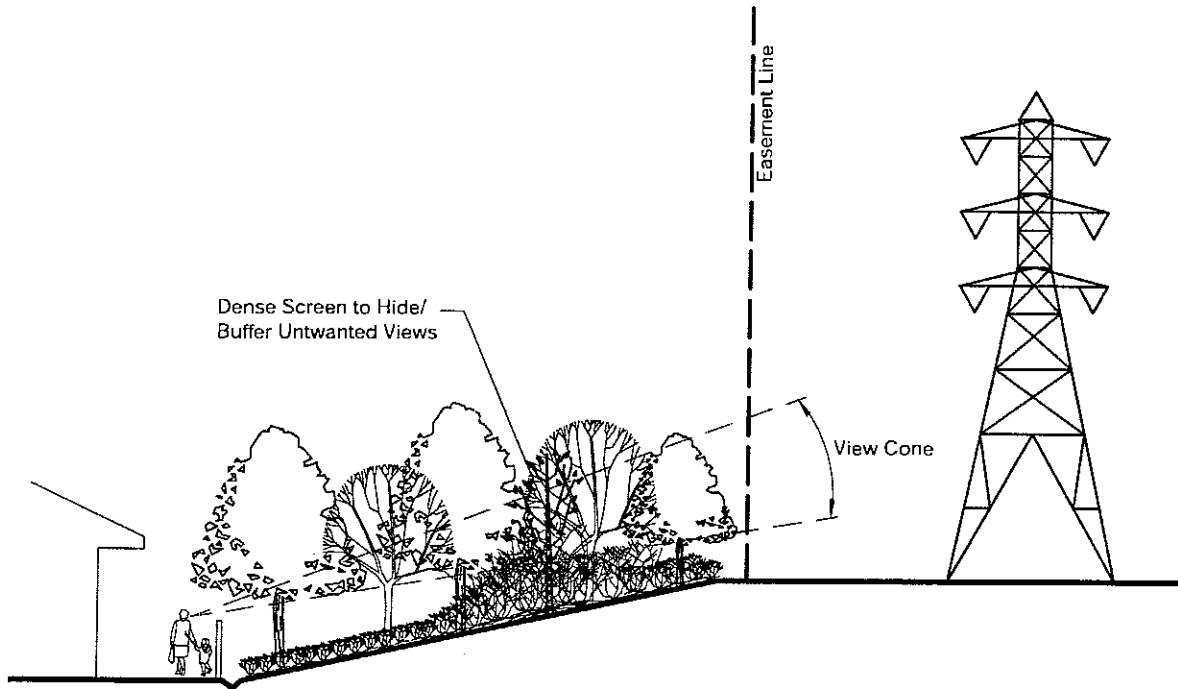 Easement Line
Dense Screen to Hide/
Buffer Untwanted Views
View Cone